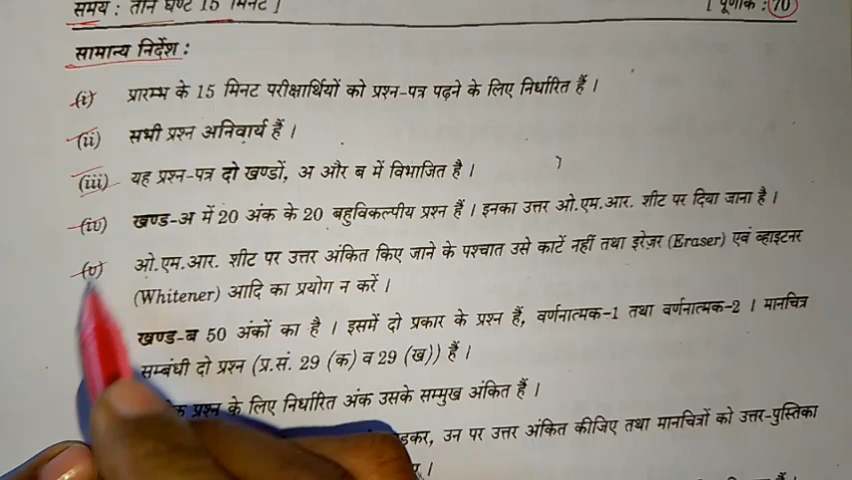 समय : तीन घण्टे 15 मिनट ] [ पूर्णांक : 70
सामान्य निर्देश :
(i) प्रारम्भ के 15 मिनट परीक्षार्थियों को प्रश्न-पत्र पढ़ने के लिए निर्धारित हैं ।
(ii) सभी प्रश्न अनिवार्य हैं ।
(iii) यह प्रश्न-पत्र दो खण्डों, अ और ब में विभाजित है ।
(iv) खण्ड-अ में 20 अंक के 20 बहुविकल्पीय प्रश्न हैं । इनका उत्तर ओ.एम.आर. शीट पर दिया जाना है ।
(v) ओ.एम.आर. शीट पर उत्तर अंकित किए जाने के पश्चात उसे काटें नहीं तथा इरेज़र (Eraser) एवं व्हाइटनर
(Whitener) आदि का प्रयोग न करें ।
खण्ड-ब 50 अंकों का है । इसमें दो प्रकार के प्रश्न हैं, वर्णनात्मक-1 तथा वर्णनात्मक-2 । मानचित्र
सम्बंधी दो प्रश्न (प्र.सं. 29 (क) व 29 (ख)) हैं ।
प्रश्न के लिए निर्धारित अंक उसके सम्मुख अंकित हैं ।
उन पर उत्तर अंकित कीजिए तथा मानचित्रों को उत्तर-पुस्तिका